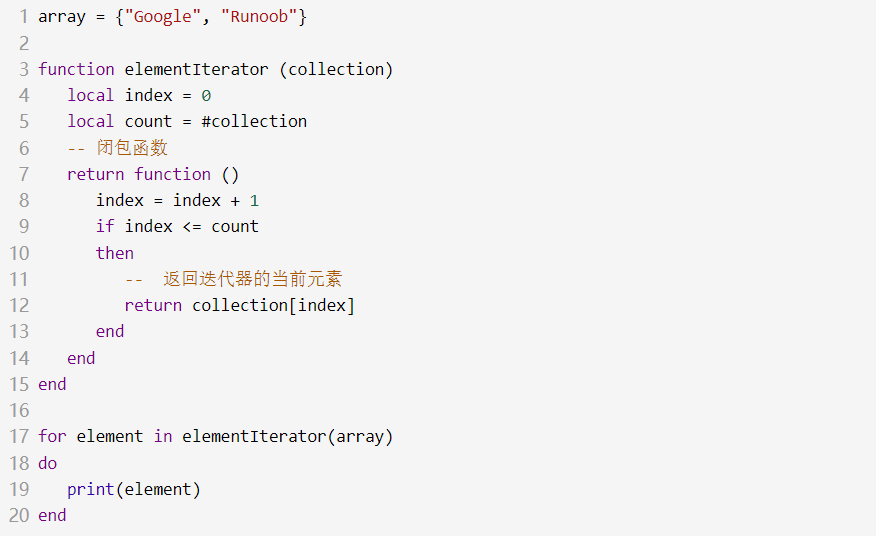 1 array = {"Google", "Runoob"}
2
3 function elementIterator (collection)
4    local index = 0
5    local count = #collection
6    -- 闭包函数
7    return function ()
8       index = index + 1
9       if index <= count
10       then
11          --  返回迭代器的当前元素
12          return collection[index]
13       end
14    end
15 end
16
17 for element in elementIterator(array)
18 do
19    print(element)
20 end